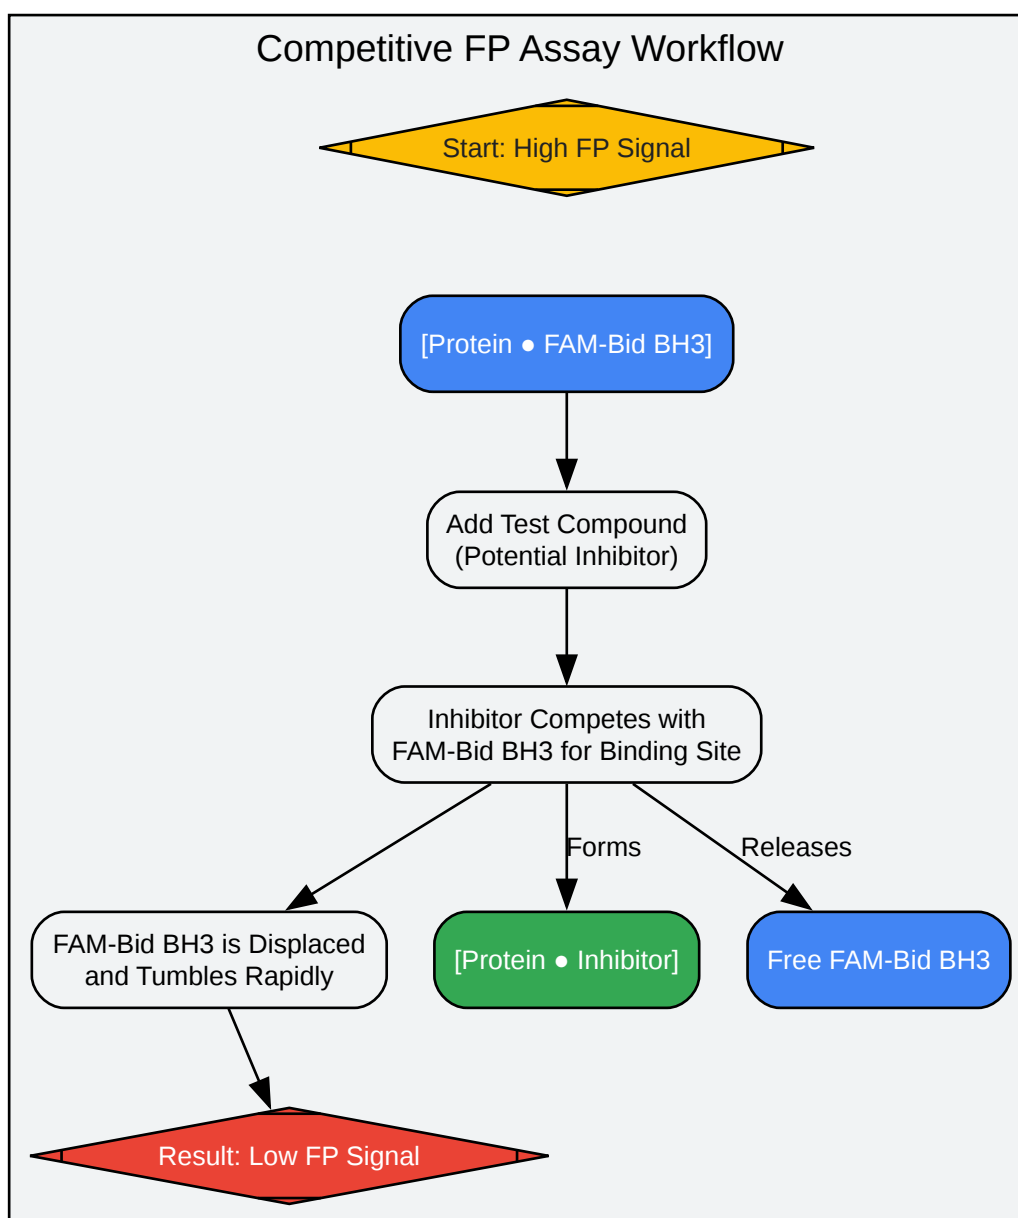 Competitive FP Assay Workflow
Start: High FP Signal
[Protein ● FAM-Bid BH3]
Add Test Compound
(Potential Inhibitor)
Inhibitor Competes with
FAM-Bid BH3 for Binding Site
Forms
Releases
FAM-Bid BH3 is Displaced
and Tumbles Rapidly
[Protein ● Inhibitor]
Free FAM-Bid BH3
Result: Low FP Signal